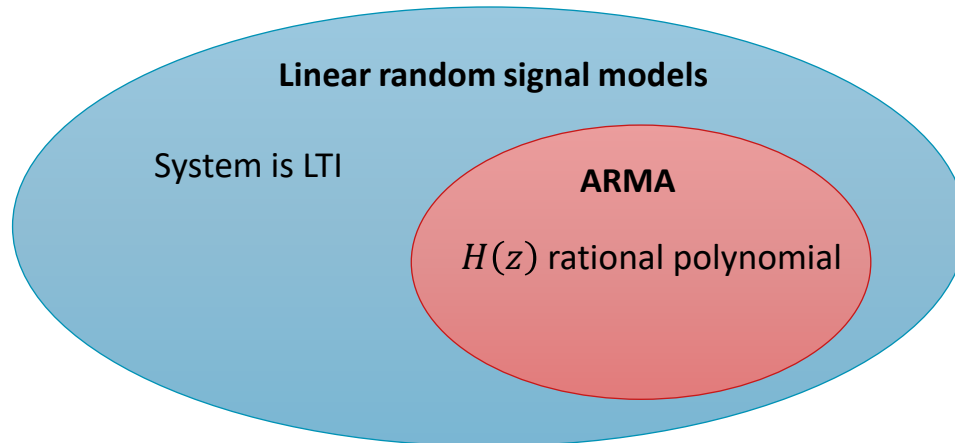 Linear random signal models
System is LTI
ARMA
H(z) rational polynomial